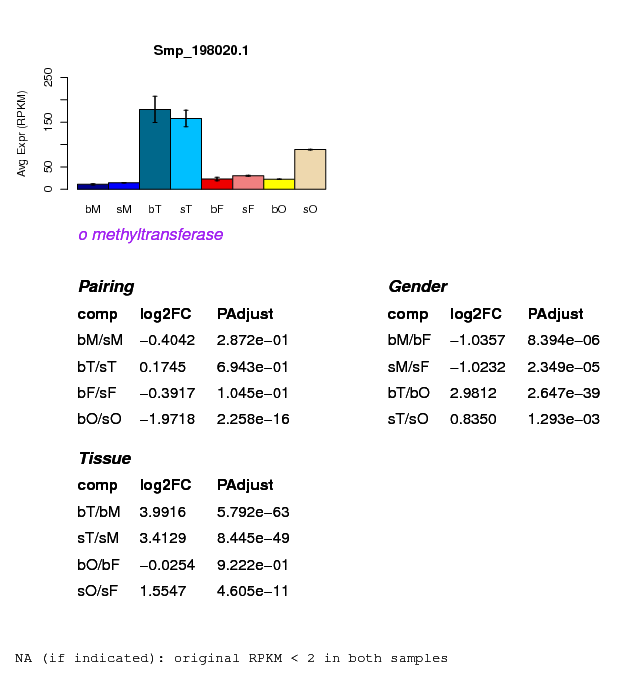 Smp_198020.1
Avg Expr (RPKM)
250
150
50
0
bM sM bT sT bF sF bO sO
o methyltransferase
Pairing
comp log2FC PAdjust
bM/sM −0.4042 2.872e−01
bT/sT 0.1745 6.943e−01
bF/sF −0.3917 1.045e−01
bO/sO −1.9718 2.258e−16
Gender
comp log2FC PAdjust
bM/bF −1.0357 8.394e−06
sM/sF −1.0232 2.349e−05
bT/bO 2.9812 2.647e−39
sT/sO 0.8350 1.293e−03
Tissue
comp log2FC PAdjust
bT/bM 3.9916 5.792e−63
sT/sM 3.4129 8.445e−49
bO/bF −0.0254 9.222e−01
sO/sF 1.5547 4.605e−11
NA (if indicated): original RPKM < 2 in both samples